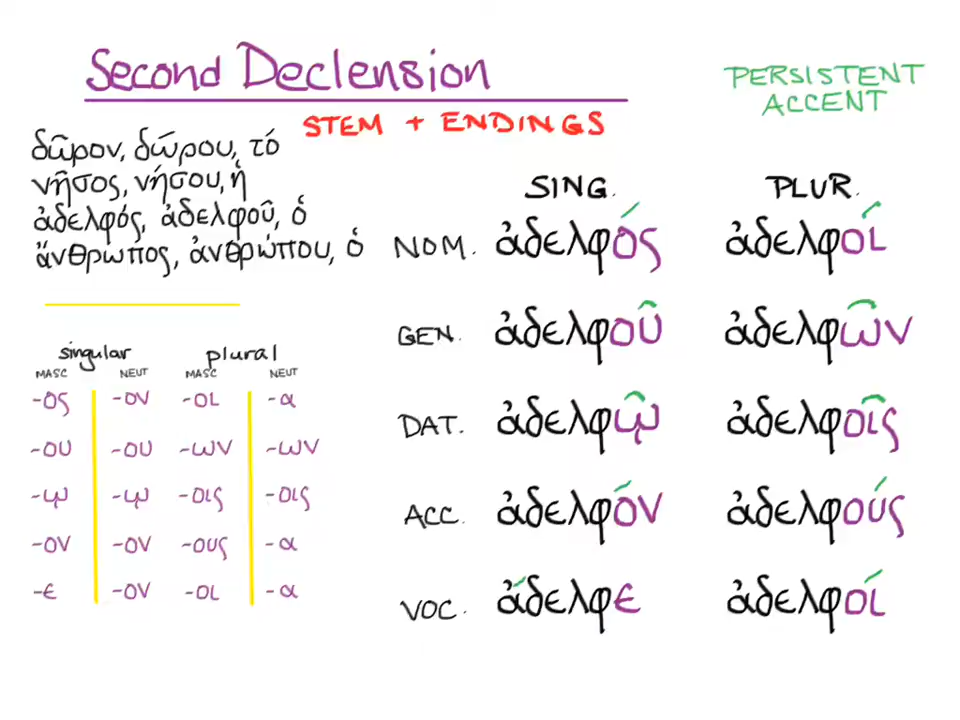 Second Declension
PERSISTENT
ACCENT
STEM + ENDINGS
δῶρον, δώρου, τό
νῆσος, νήσου, ἡ
ἀδελφός, ἀδελφοῦ, ὁ
ἄνθρωπος, ἀνθρώπου, ὁ
singular plural
MASC NEUT MASC NEUT
-ος -ον -οι -α
-ου -ου -ων -ων
-ῳ -ῳ -οις -οις
-ον -ον -ους -α
-ε -ον -οι -α
SING. PLUR.
NOM. ἀδελφός ἀδελφοί
GEN. ἀδελφοῦ ἀδελφῶν
DAT. ἀδελφῷ ἀδελφοῖς
ACC. ἀδελφόν ἀδελφούς
VOC. ἄδελφε ἀδελφοί